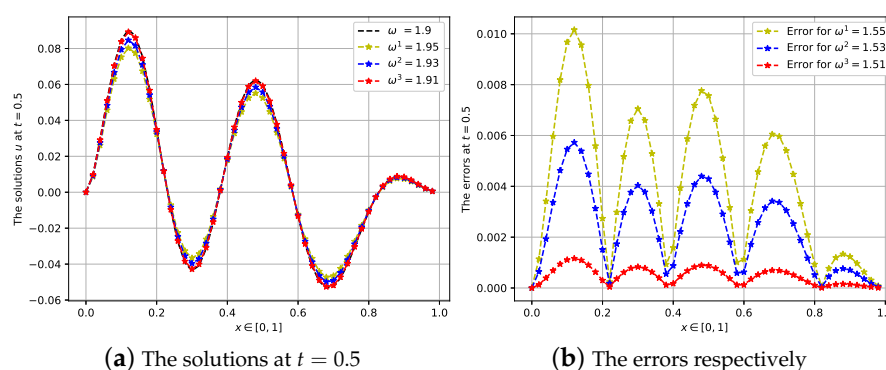 The solutions u at t = 0.5
0.08
0.06
0.04
0.02
0.00
−0.02
−0.04
−0.06
0.0 0.2 0.4 0.6 0.8 1.0
x ∈ [0, 1]
ω = 1.9
ω¹ = 1.95
ω² = 1.93
ω³ = 1.91
(a) The solutions at t = 0.5
The errors at t = 0.5
0.010
0.008
0.006
0.004
0.002
0.000
0.0 0.2 0.4 0.6 0.8 1.0
x ∈ [0, 1]
Error for ω¹ = 1.55
Error for ω² = 1.53
Error for ω³ = 1.51
(b) The errors respectively